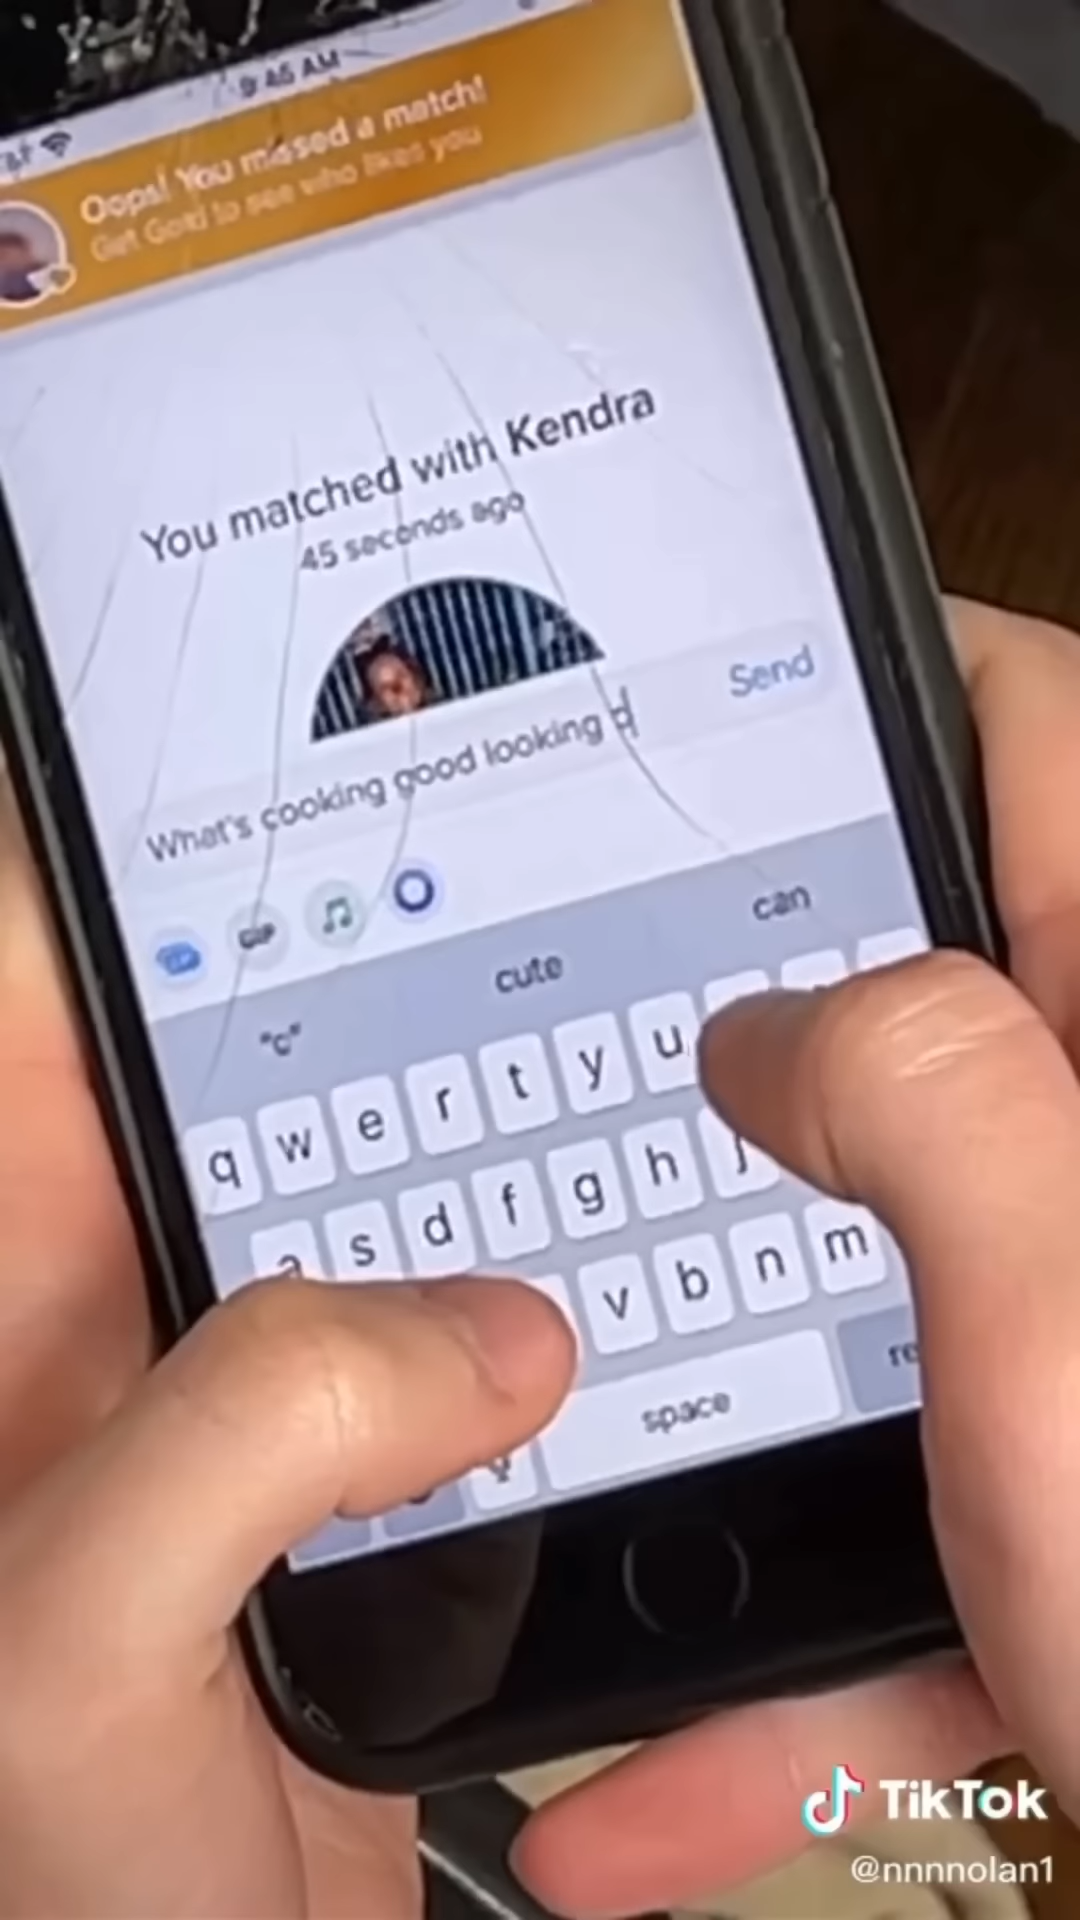 9:45 AM
Oops! You missed a match!
Get Gold to see who likes you
You matched with Kendra
45 seconds ago
What's cooking good looking c
Send
GIF
"c" cute can
q w e r t y u
a s d f g h j
v b n m
space
TikTok
@nnnnolan1